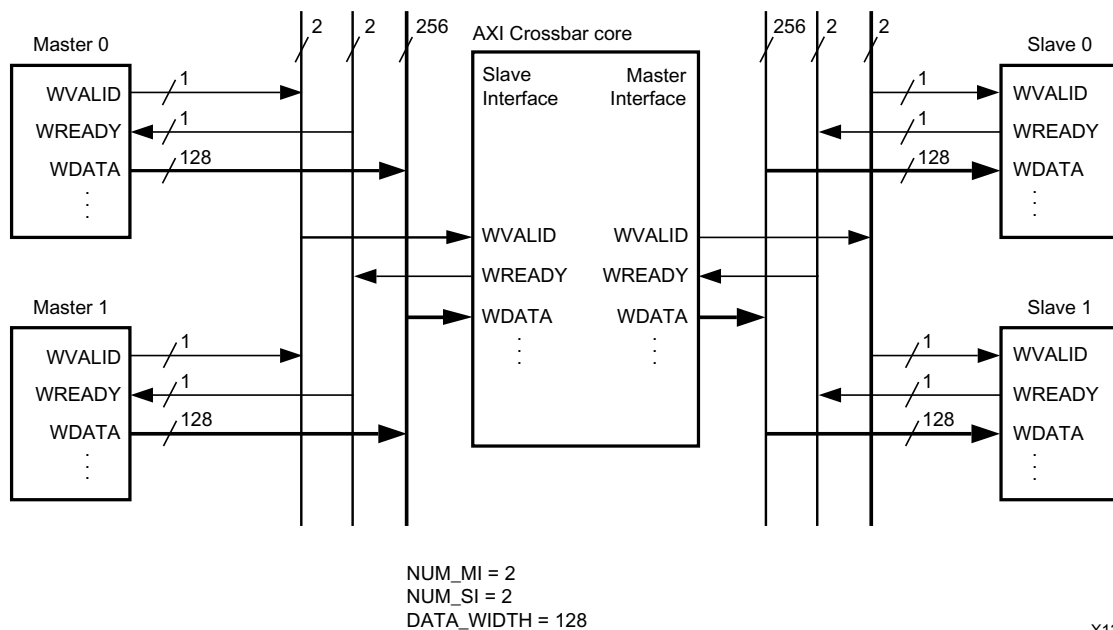 2 2 256 AXI Crossbar core 256 2 2
Master 0
WVALID 1
WREADY 1
WDATA 128
Master 1
WVALID 1
WREADY 1
WDATA 128
Slave Interface
Master Interface
WVALID WVALID
WREADY WREADY
WDATA WDATA
Slave 0
1 WVALID
1 WREADY
128 WDATA
Slave 1
1 WVALID
1 WREADY
128 WDATA
NUM_MI = 2
NUM_SI = 2
DATA_WIDTH = 128